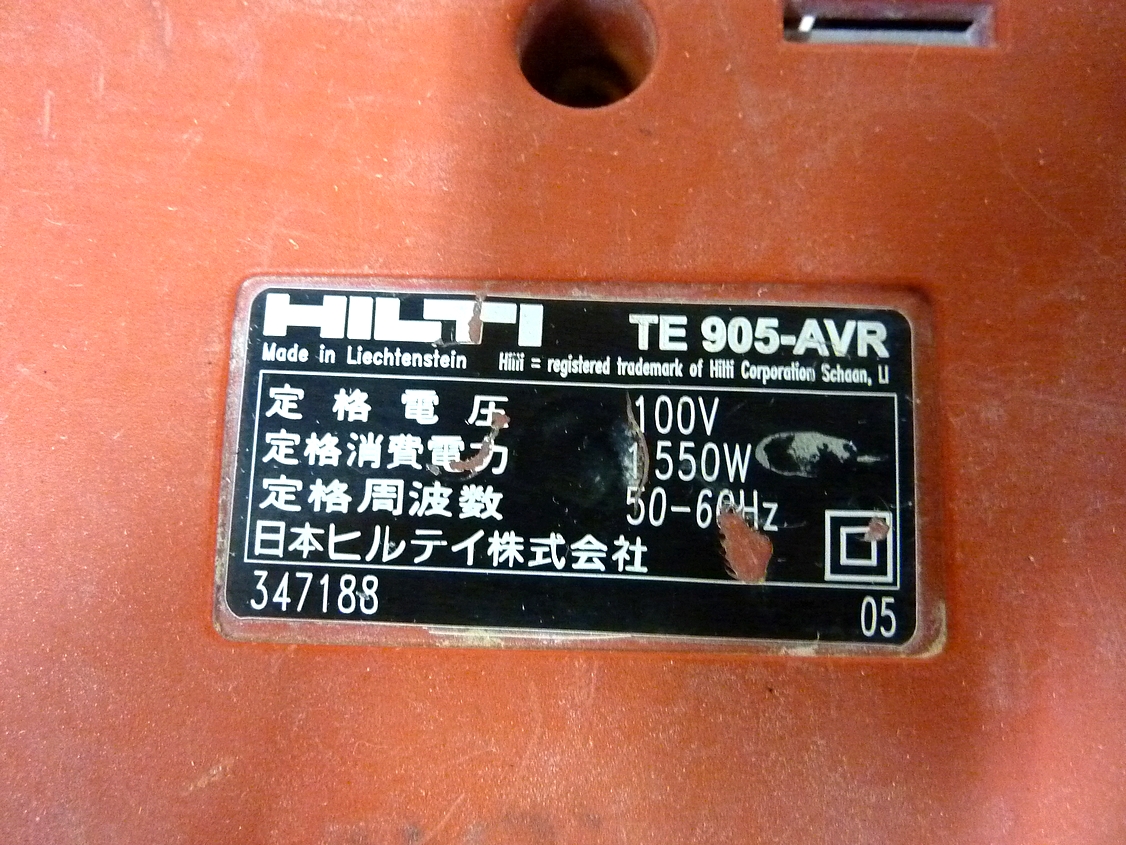 HILTI TE 905-AVR
Made in Liechtenstein Hilti = registered trademark of Hilti Corporation Schaan, LI
定格電圧 100V
定格消費電力 1550W
定格周波数 50-60Hz
日本ヒルティ株式会社
347188 05